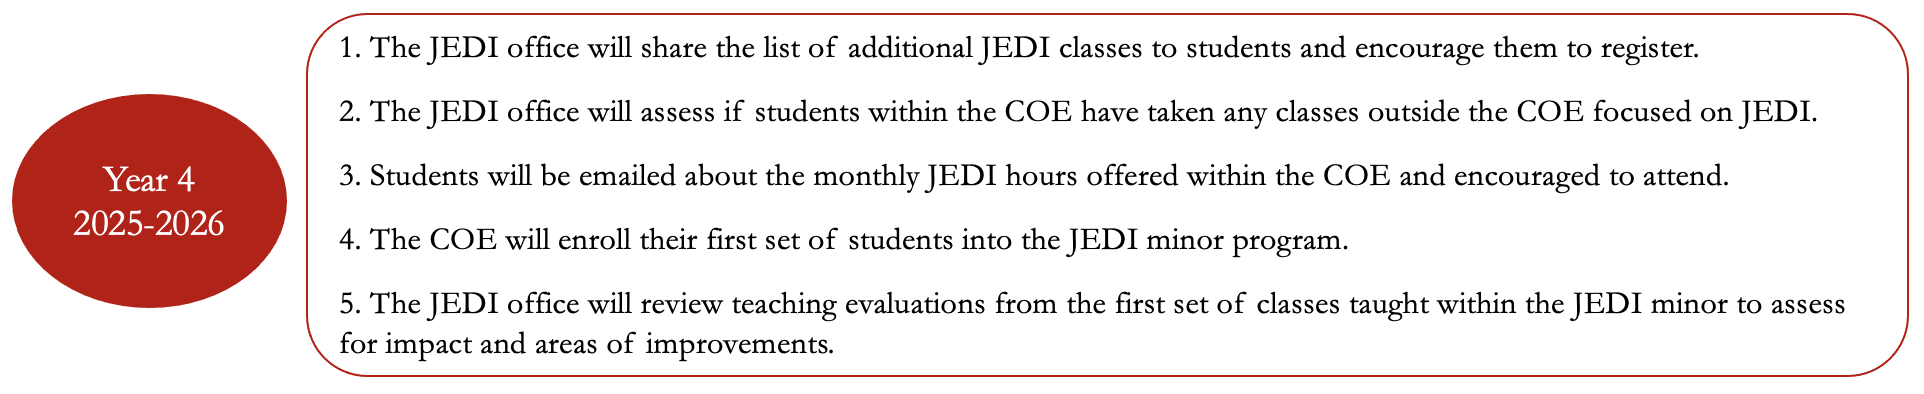 Year 4
2025-2026
1. The JEDI office will share the list of additional JEDI classes to students and encourage them to register.
2. The JEDI office will assess if students within the COE have taken any classes outside the COE focused on JEDI.
3. Students will be emailed about the monthly JEDI hours offered within the COE and encouraged to attend.
4. The COE will enroll their first set of students into the JEDI minor program.
5. The JEDI office will review teaching evaluations from the first set of classes taught within the JEDI minor to assess
for impact and areas of improvements.